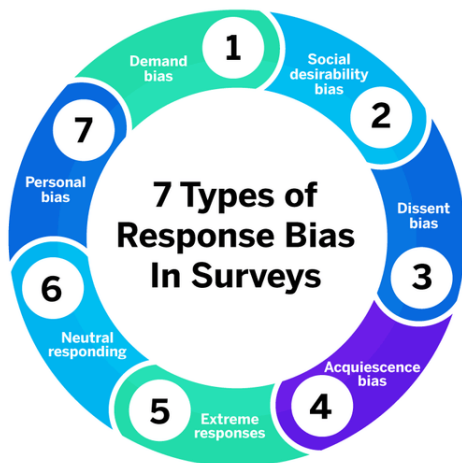 7 Types of
Response Bias
In Surveys
Demand
bias
1
Social
desirability
bias
2
Dissent
bias
3
Acquiescence
bias
4
Extreme
responses
5
Neutral
responding
6
Personal
bias
7